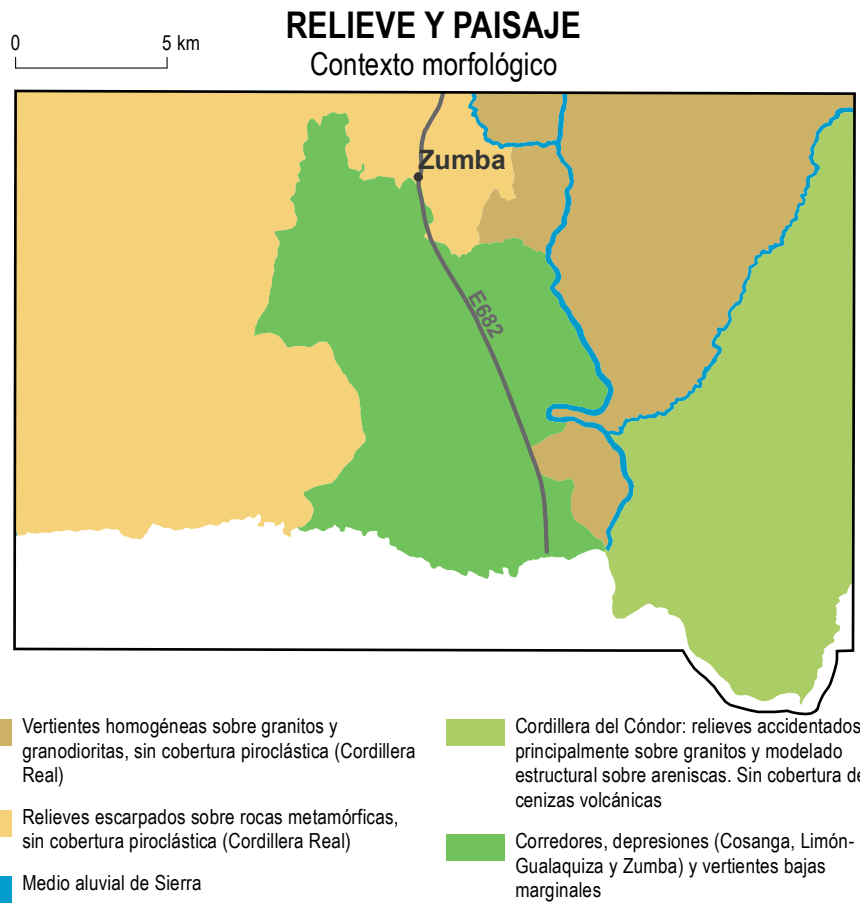 RELIEVE Y PAISAJE
Contexto morfológico
0 5 km
Zumba
E682
Vertientes homogéneas sobre granitos y
granodioritas, sin cobertura piroclástica (Cordillera
Real)
Relieves escarpados sobre rocas metamórficas,
sin cobertura piroclástica (Cordillera Real)
Medio aluvial de Sierra
Cordillera del Cóndor: relieves accidentados
principalmente sobre granitos y modelado
estructural sobre areniscas. Sin cobertura de
cenizas volcánicas
Corredores, depresiones (Cosanga, Limón-
Gualaquiza y Zumba) y vertientes bajas
marginales